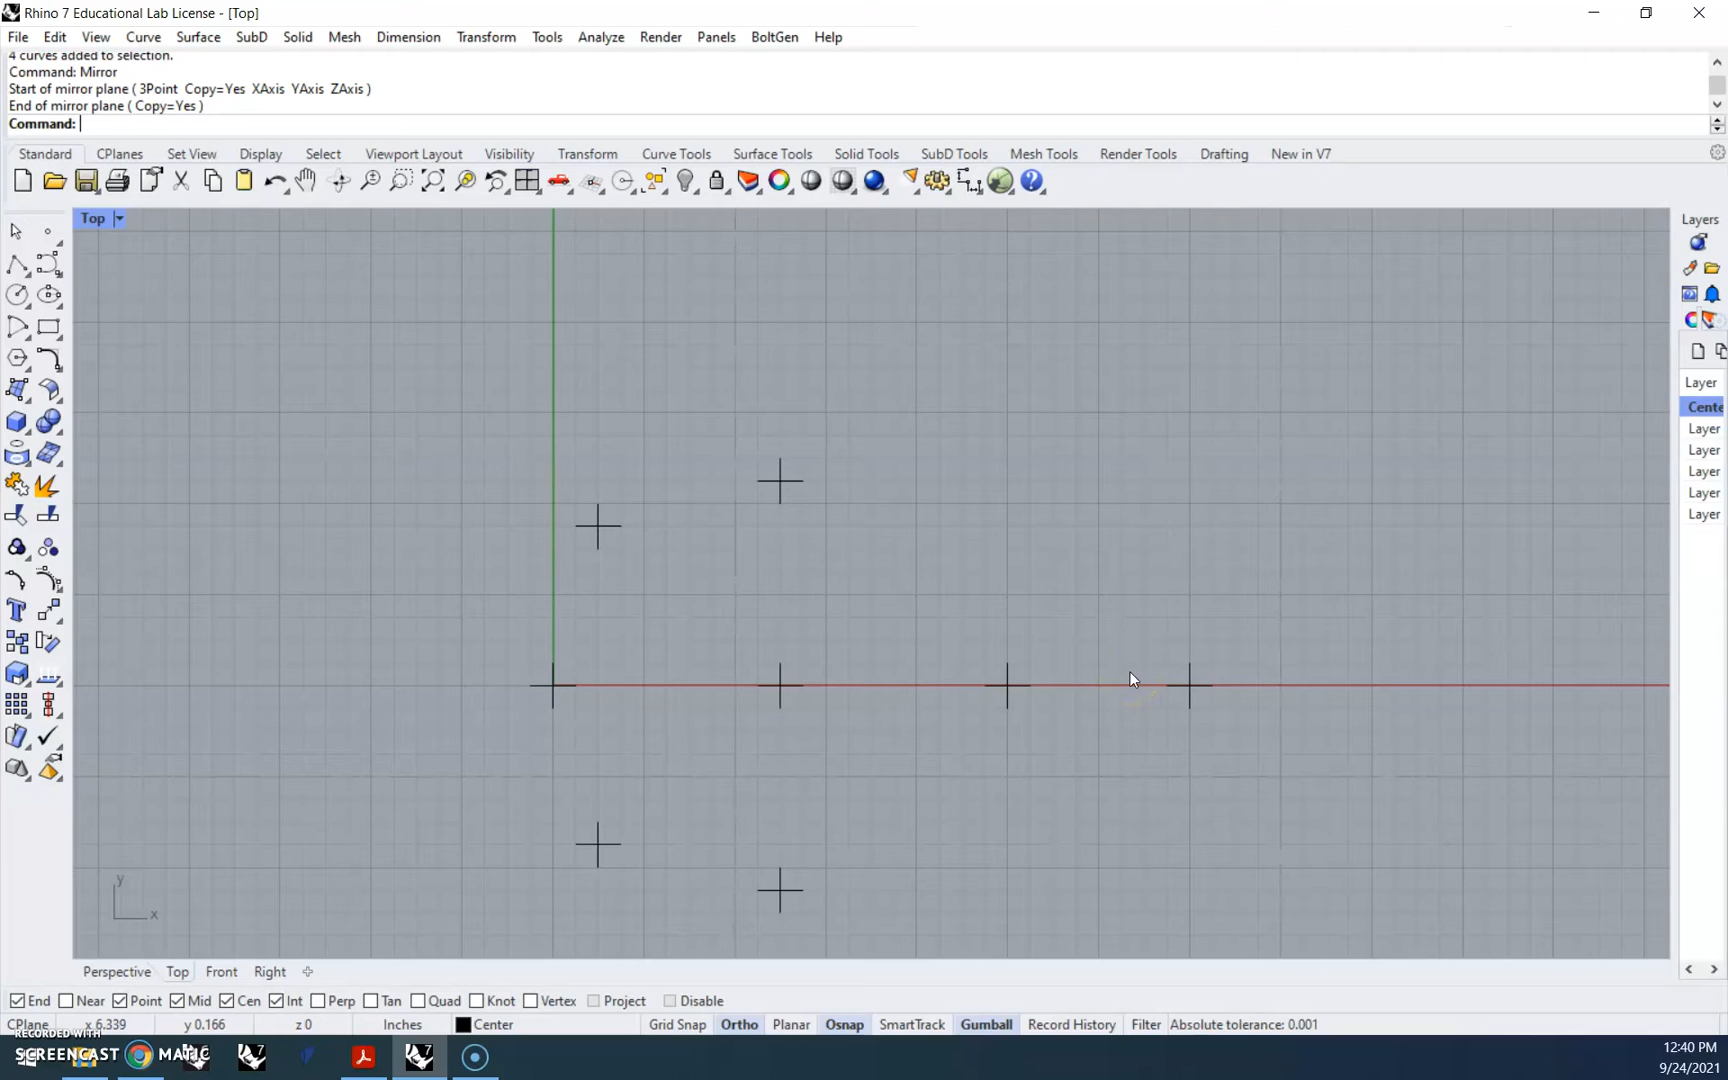 Rhino 7 Educational Lab License - [Top]
File Edit View Curve Surface SubD Solid Mesh Dimension Transform Tools Analyze Render Panels BoltGen Help
4 curves added to selection.
Command: Mirror
Start of mirror plane ( 3Point Copy=Yes XAxis YAxis ZAxis )
End of mirror plane ( Copy=Yes )
Command:
Standard CPlanes Set View Display Select Viewport Layout Visibility Transform Curve Tools Surface Tools Solid Tools SubD Tools Mesh Tools Render Tools Drafting New in V7
Top
Layers
Layer
Cente
Layer
Layer
Layer
Layer
Layer
y
x
Perspective Top Front Right
End Near Point Mid Cen Int Perp Tan Quad Knot Vertex Project Disable
CPlane x 6.339 y 0.166 z 0 Inches Center Grid Snap Ortho Planar Osnap SmartTrack Gumball Record History Filter Absolute tolerance: 0.001
RECORDED WITH
SCREENCAST MATIC
12:40 PM
9/24/2021